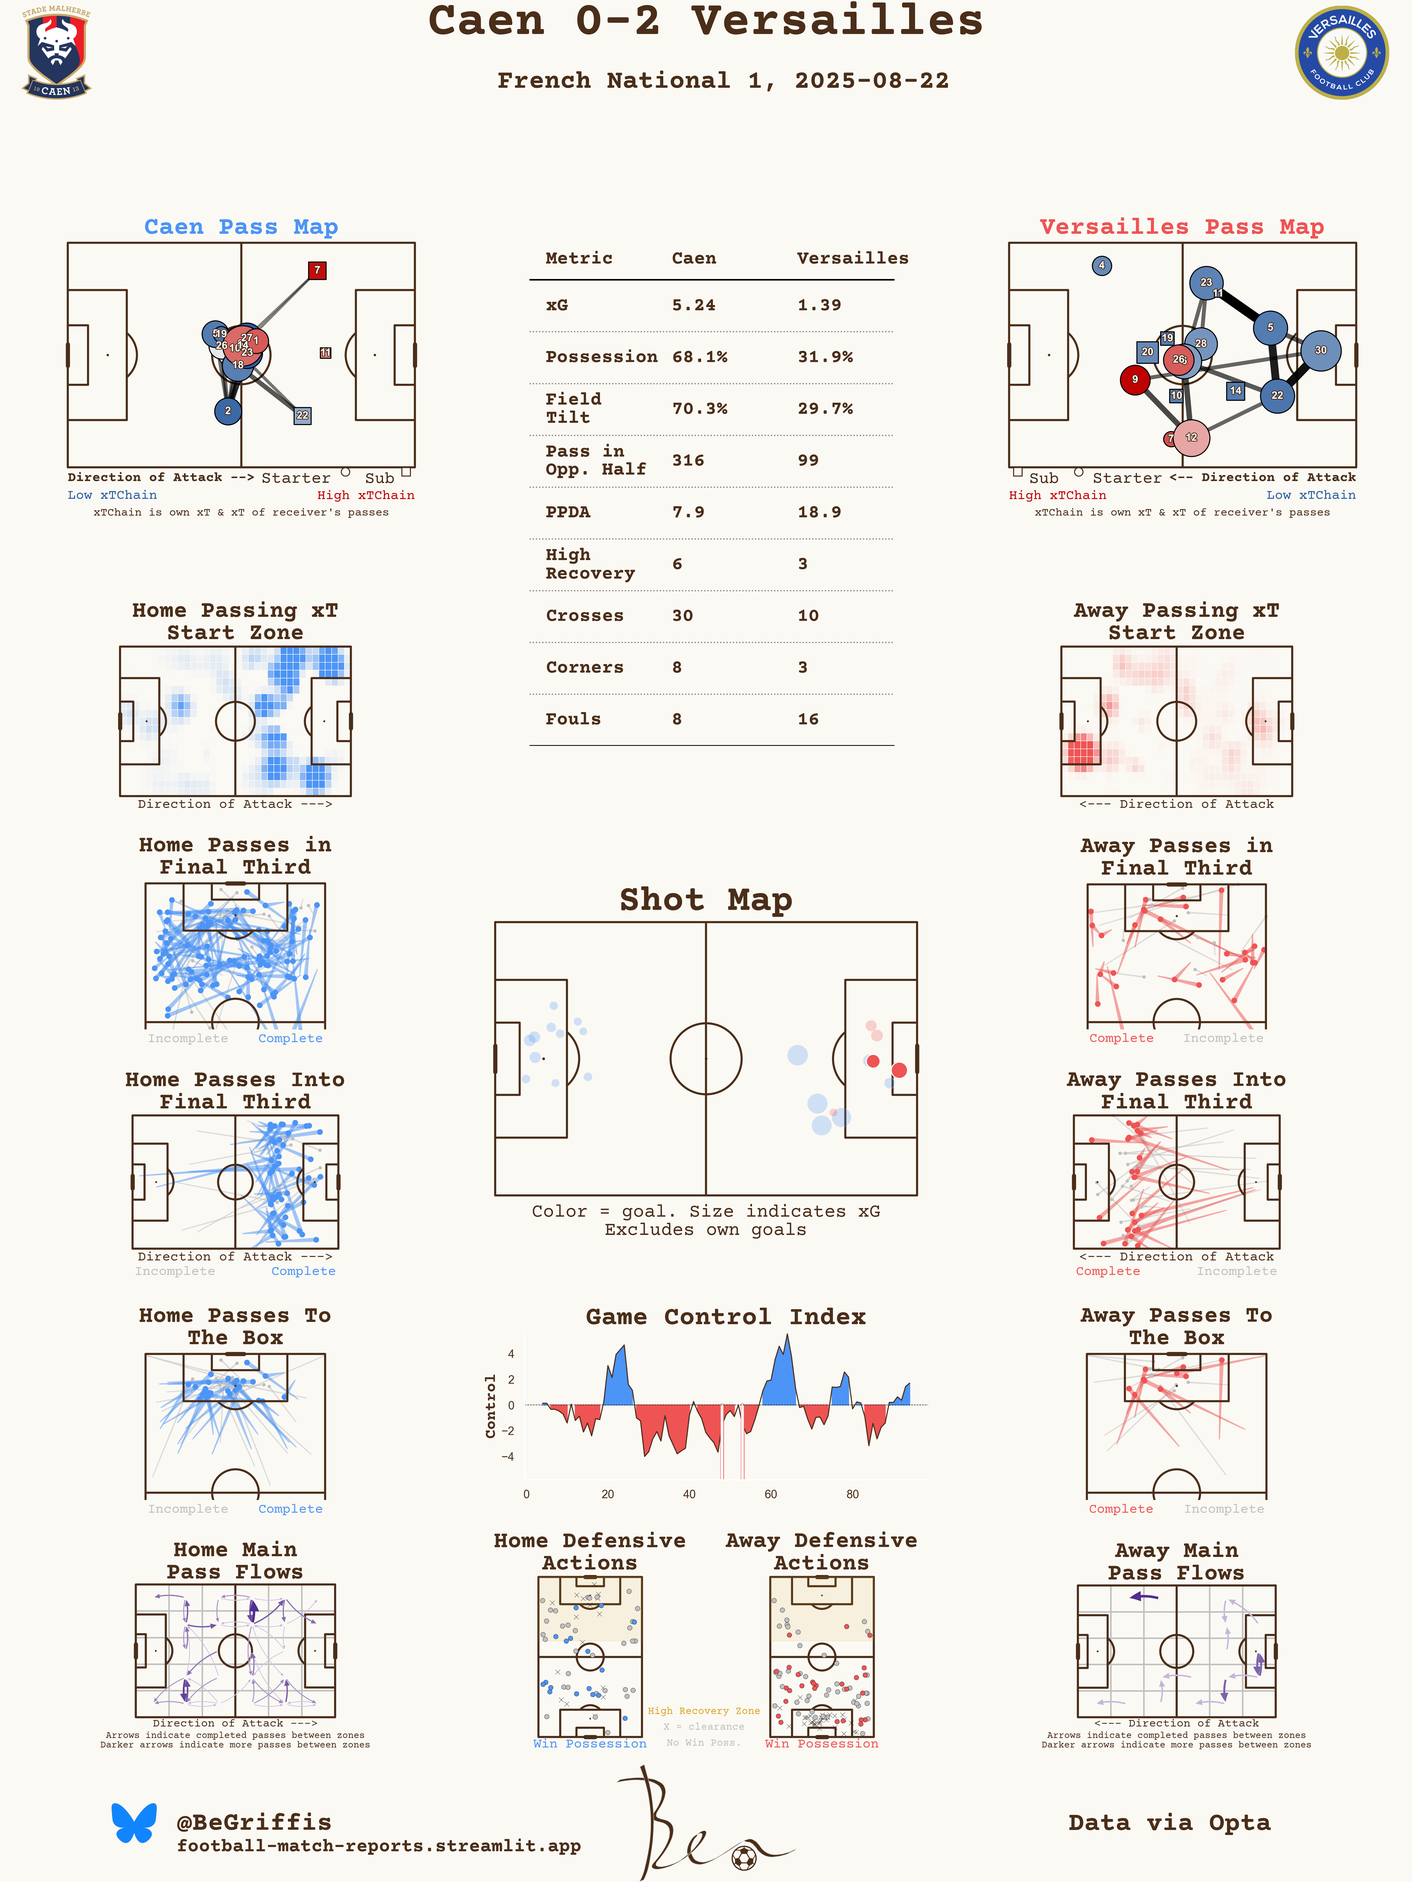 STADE MALHERBE
19 CAEN 13
Caen 0-2 Versailles
French National 1, 2025-08-22
VERSAILLES
FOOTBALL CLUB
Caen Pass Map
7
5
19
27
1
26
10
14
23
11
18
2
22
Direction of Attack --> Starter Sub
Low xTChain High xTChain
xTChain is own xT & xT of receiver's passes
Metric Caen Versailles
xG 5.24 1.39
Possession 68.1% 31.9%
Field
Tilt 70.3% 29.7%
Pass in
Opp. Half 316 99
PPDA 7.9 18.9
High
Recovery 6 3
Crosses 30 10
Corners 8 3
Fouls 8 16
Versailles Pass Map
4
23
11
5
19
28
20
26
30
9
10
14
22
7
12
Sub Starter <-- Direction of Attack
High xTChain Low xTChain
xTChain is own xT & xT of receiver's passes
Home Passing xT
Start Zone
Direction of Attack --->
Away Passing xT
Start Zone
<--- Direction of Attack
Home Passes in
Final Third
Incomplete Complete
Away Passes in
Final Third
Complete Incomplete
Shot Map
Color = goal. Size indicates xG
Excludes own goals
Home Passes Into
Final Third
Direction of Attack --->
Incomplete Complete
Away Passes Into
Final Third
<--- Direction of Attack
Complete Incomplete
Home Passes To
The Box
Incomplete Complete
Game Control Index
Control
4
2
0
−2
−4
0 20 40 60 80
Away Passes To
The Box
Complete Incomplete
Home Main
Pass Flows
Direction of Attack --->
Arrows indicate completed passes between zones
Darker arrows indicate more passes between zones
Home Defensive
Actions
Win Possession
Away Defensive
Actions
Win Possession
High Recovery Zone
X = clearance
No Win Poss.
Away Main
Pass Flows
<--- Direction of Attack
Arrows indicate completed passes between zones
Darker arrows indicate more passes between zones
@BeGriffis
football-match-reports.streamlit.app
Ben
Data via Opta